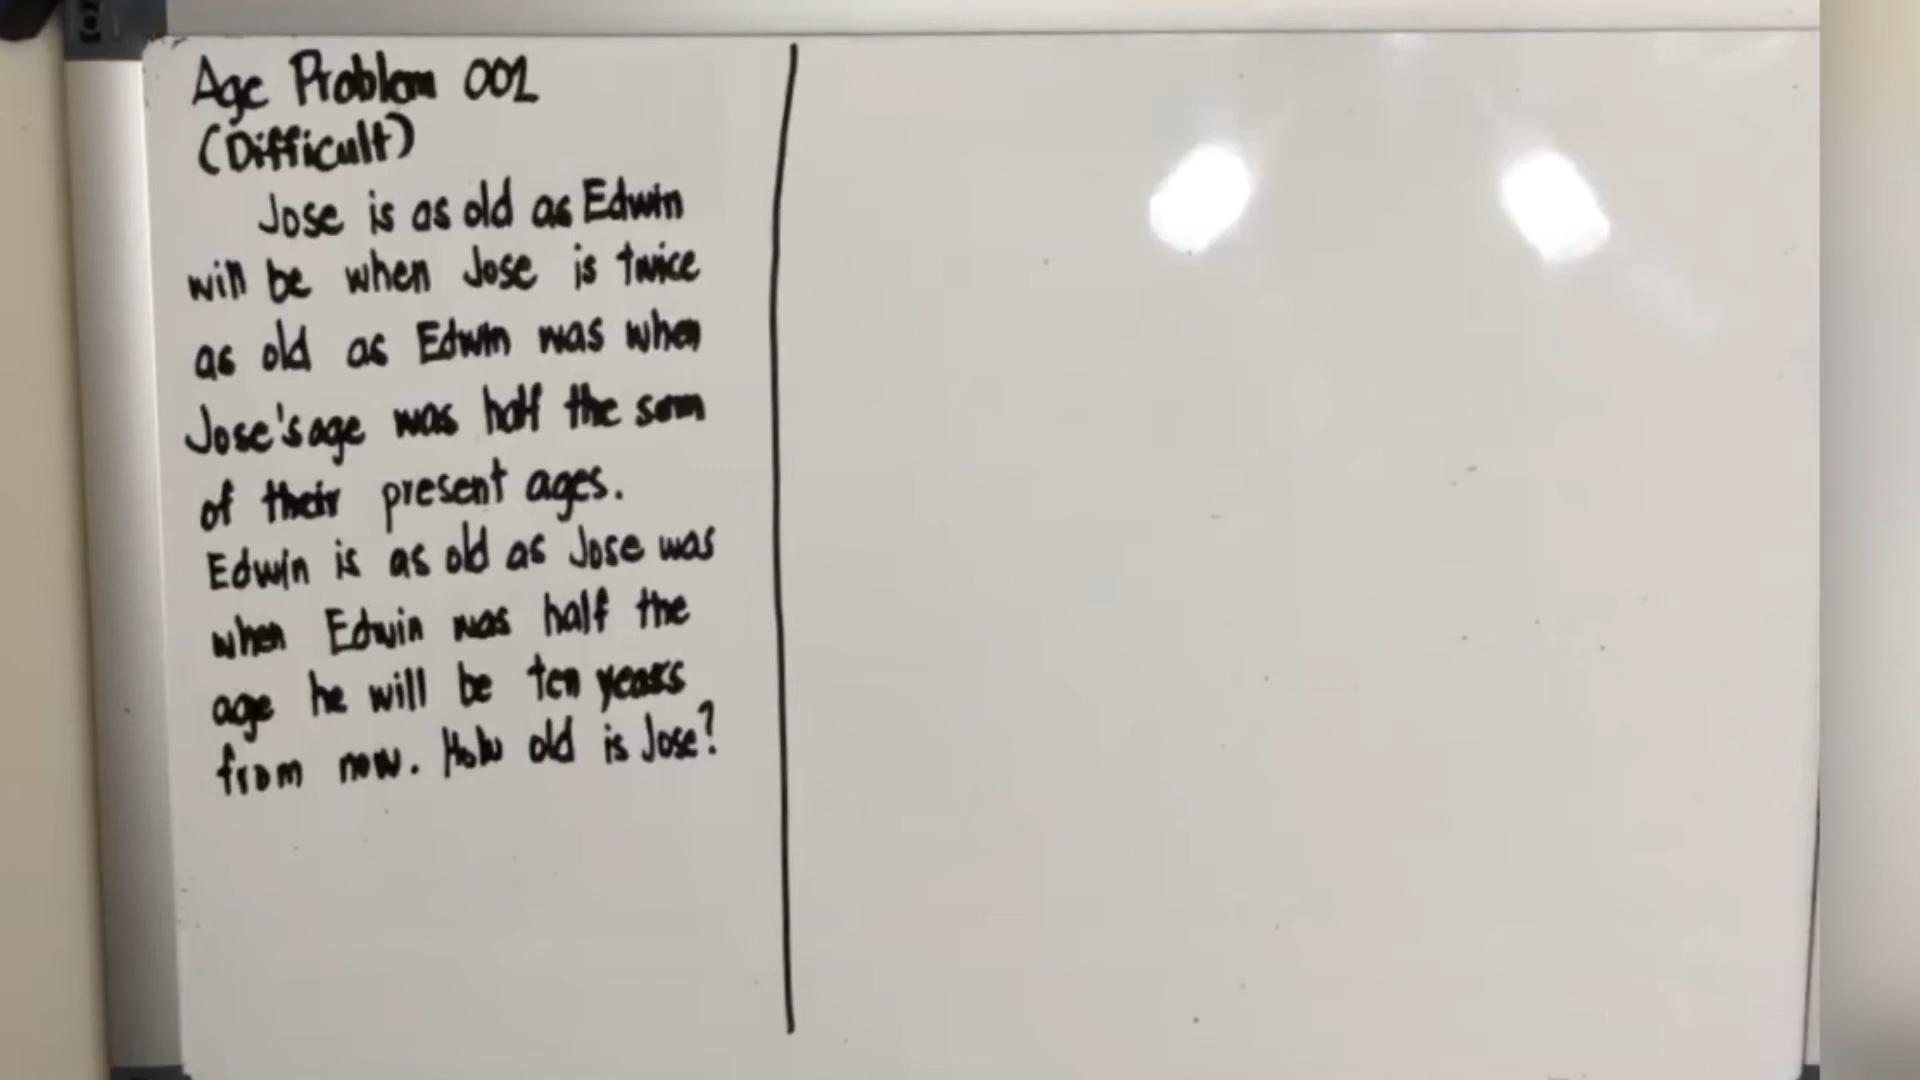 Age Problem 001
(Difficult)
Jose is as old as Edwin
will be when Jose is twice
as old as Edwin was when
Jose's age was half the sum
of their present ages.
Edwin is as old as Jose was
when Edwin was half the
age he will be ten years
from now. How old is Jose?